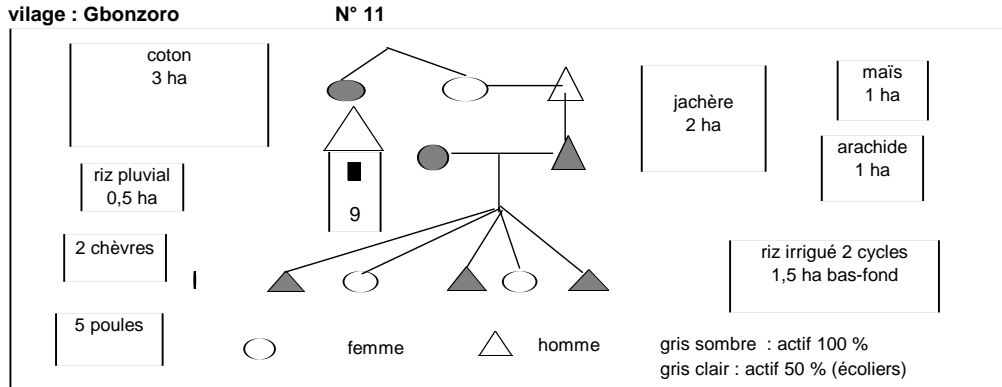 vilage : Gbonzoro N° 11
coton
3 ha
maïs
1 ha
jachère
2 ha
arachide
1 ha
riz pluvial
0,5 ha
9
2 chèvres
riz irrigué 2 cycles
1,5 ha bas-fond
5 poules
femme
homme
gris sombre : actif 100 %
gris clair : actif 50 % (écoliers)